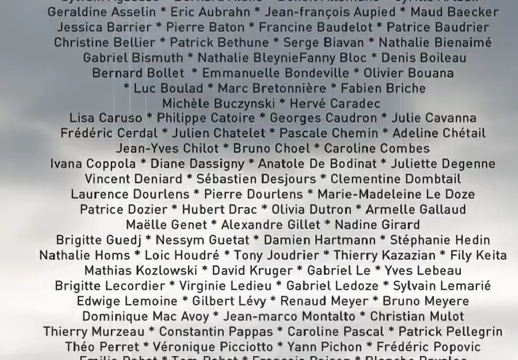 Geraldine Asselin * Eric Aubrahn * Jean-françois Aupied * Maud Baecker
Jessica Barrier * Pierre Baton * Francine Baudelot * Patrice Baudrier
Christine Bellier * Patrick Bethune * Serge Biavan * Nathalie Bienaimé
Gabriel Bismuth * Nathalie BleynieFanny Bloc * Denis Boileau
Bernard Bollet * Emmanuelle Bondeville * Olivier Bouana
* Luc Boulad * Marc Bretonnière * Fabien Briche
Michèle Buczynski * Hervé Caradec
Lisa Caruso * Philippe Catoire * Georges Caudron * Julie Cavanna
Frédéric Cerdal * Julien Chatelet * Pascale Chemin * Adeline Chétail
Jean-Yves Chilot * Bruno Choel * Caroline Combes
Ivana Coppola * Diane Dassigny * Anatole De Bodinat * Juliette Degenne
Vincent Deniard * Sébastien Desjours * Clementine Dombtail
Laurence Dourlens * Pierre Dourlens * Marie-Madeleine Le Doze
Patrice Dozier * Hubert Drac * Olivia Dutron * Armelle Gallaud
Maëlle Genet * Alexandre Gillet * Nadine Girard
Brigitte Guedj * Nessym Guetat * Damien Hartmann * Stéphanie Hedin
Nathalie Homs * Loic Houdré * Tony Joudrier * Thierry Kazazian * Fily Keita
Mathias Kozlowski * David Kruger * Gabriel Le * Yves Lebeau
Brigitte Lecordier * Virginie Ledieu * Gabriel Ledoze * Sylvain Lemarié
Edwige Lemoine * Gilbert Lévy * Renaud Meyer * Bruno Meyere
Dominique Mac Avoy * Jean-marco Montalto * Christian Mulot
Thierry Murzeau * Constantin Pappas * Caroline Pascal * Patrick Pellegrin
Théo Perret * Véronique Picciotto * Yann Pichon * Frédéric Popovic